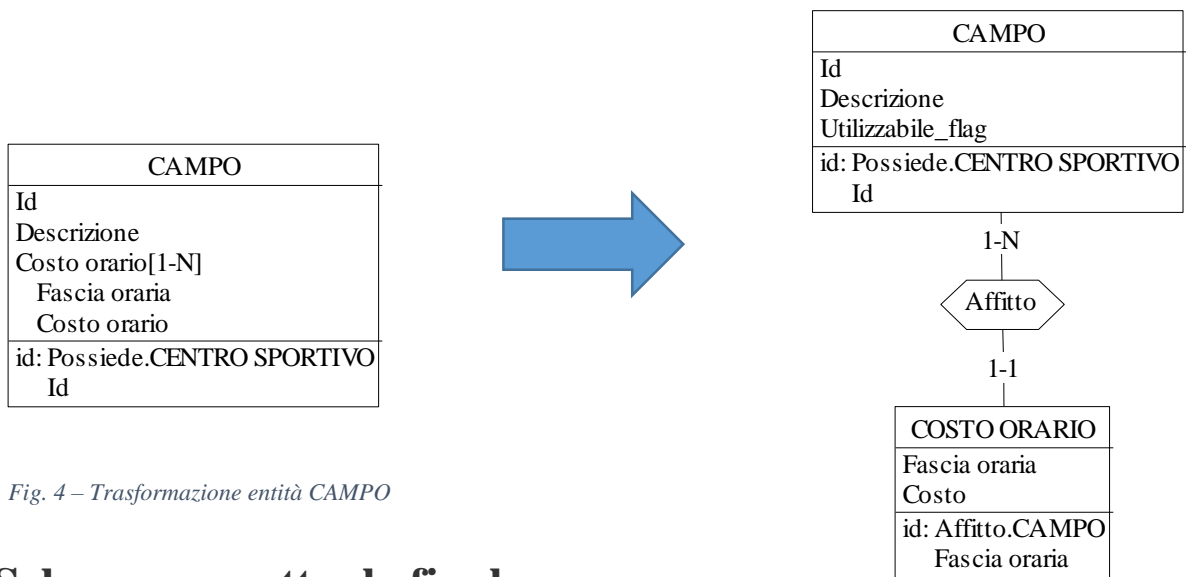 CAMPO
Id
Descrizione
Costo orario[1-N]
Fascia oraria
Costo orario
id: Possiede.CENTRO SPORTIVO
Id
CAMPO
Id
Descrizione
Utilizzabile_flag
id: Possiede.CENTRO SPORTIVO
Id
1-N
Affitto
1-1
COSTO ORARIO
Fascia oraria
Costo
id: Affitto.CAMPO
Fascia oraria
Fig. 4 – Trasformazione entità CAMPO